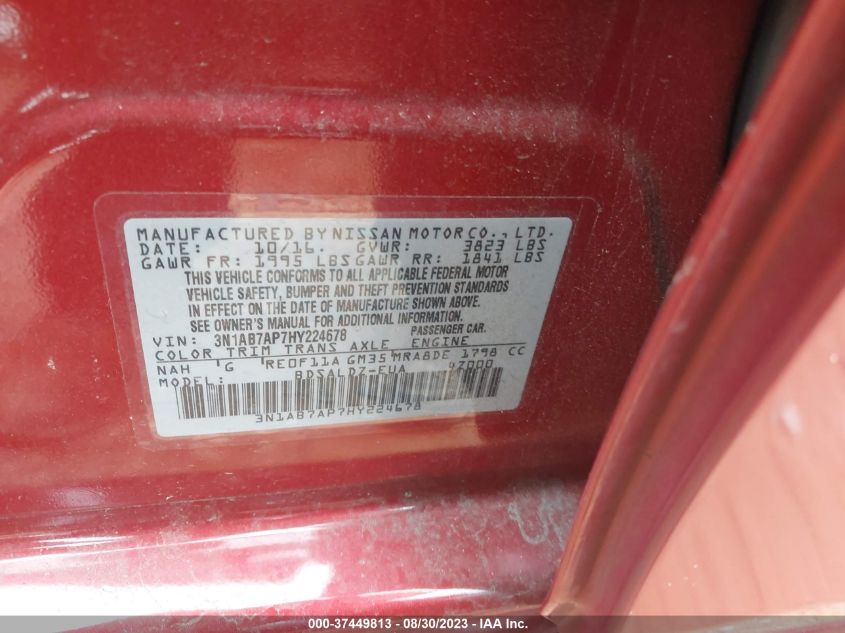 MANUFACTURED BY NISSAN MOTOR CO., LTD.
DATE: 10/16. GVWR: 3823 LBS
GAWR FR: 1995 LBS GAWR RR: 1841 LBS
THIS VEHICLE CONFORMS TO ALL APPLICABLE FEDERAL MOTOR
VEHICLE SAFETY, BUMPER AND THEFT PREVENTION STANDARDS
IN EFFECT ON THE DATE OF MANUFACTURE SHOWN ABOVE.
SEE OWNER'S MANUAL FOR ADDITIONAL INFORMATION.
VIN: 3N1AB7AP7HY224678 PASSENGER CAR
COLOR TRIM TRANS AXLE ENGINE
NAH G RE0F11A GM35 MRA8DE 1798 CC
MODEL: BDSALDZ-EUA
3N1AB7AP7HY224678
000-37449813 - 08/30/2023 - IAA Inc.